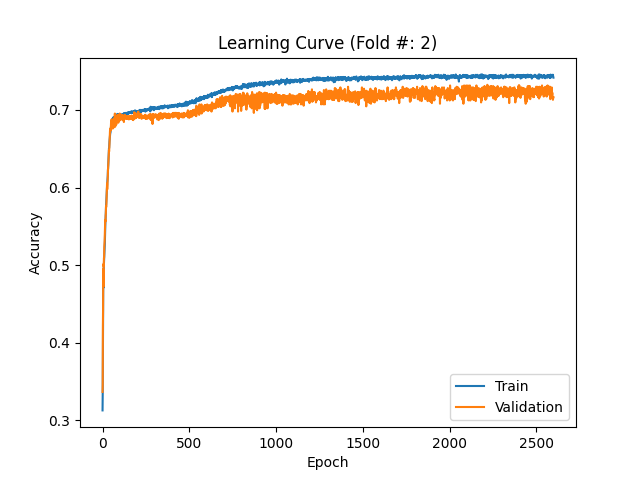 Learning Curve (Fold #: 2)
0.7
0.6
0.5
0.4
0.3
Accuracy
0
500
1000
1500
2000
2500
Epoch
Train
Validation